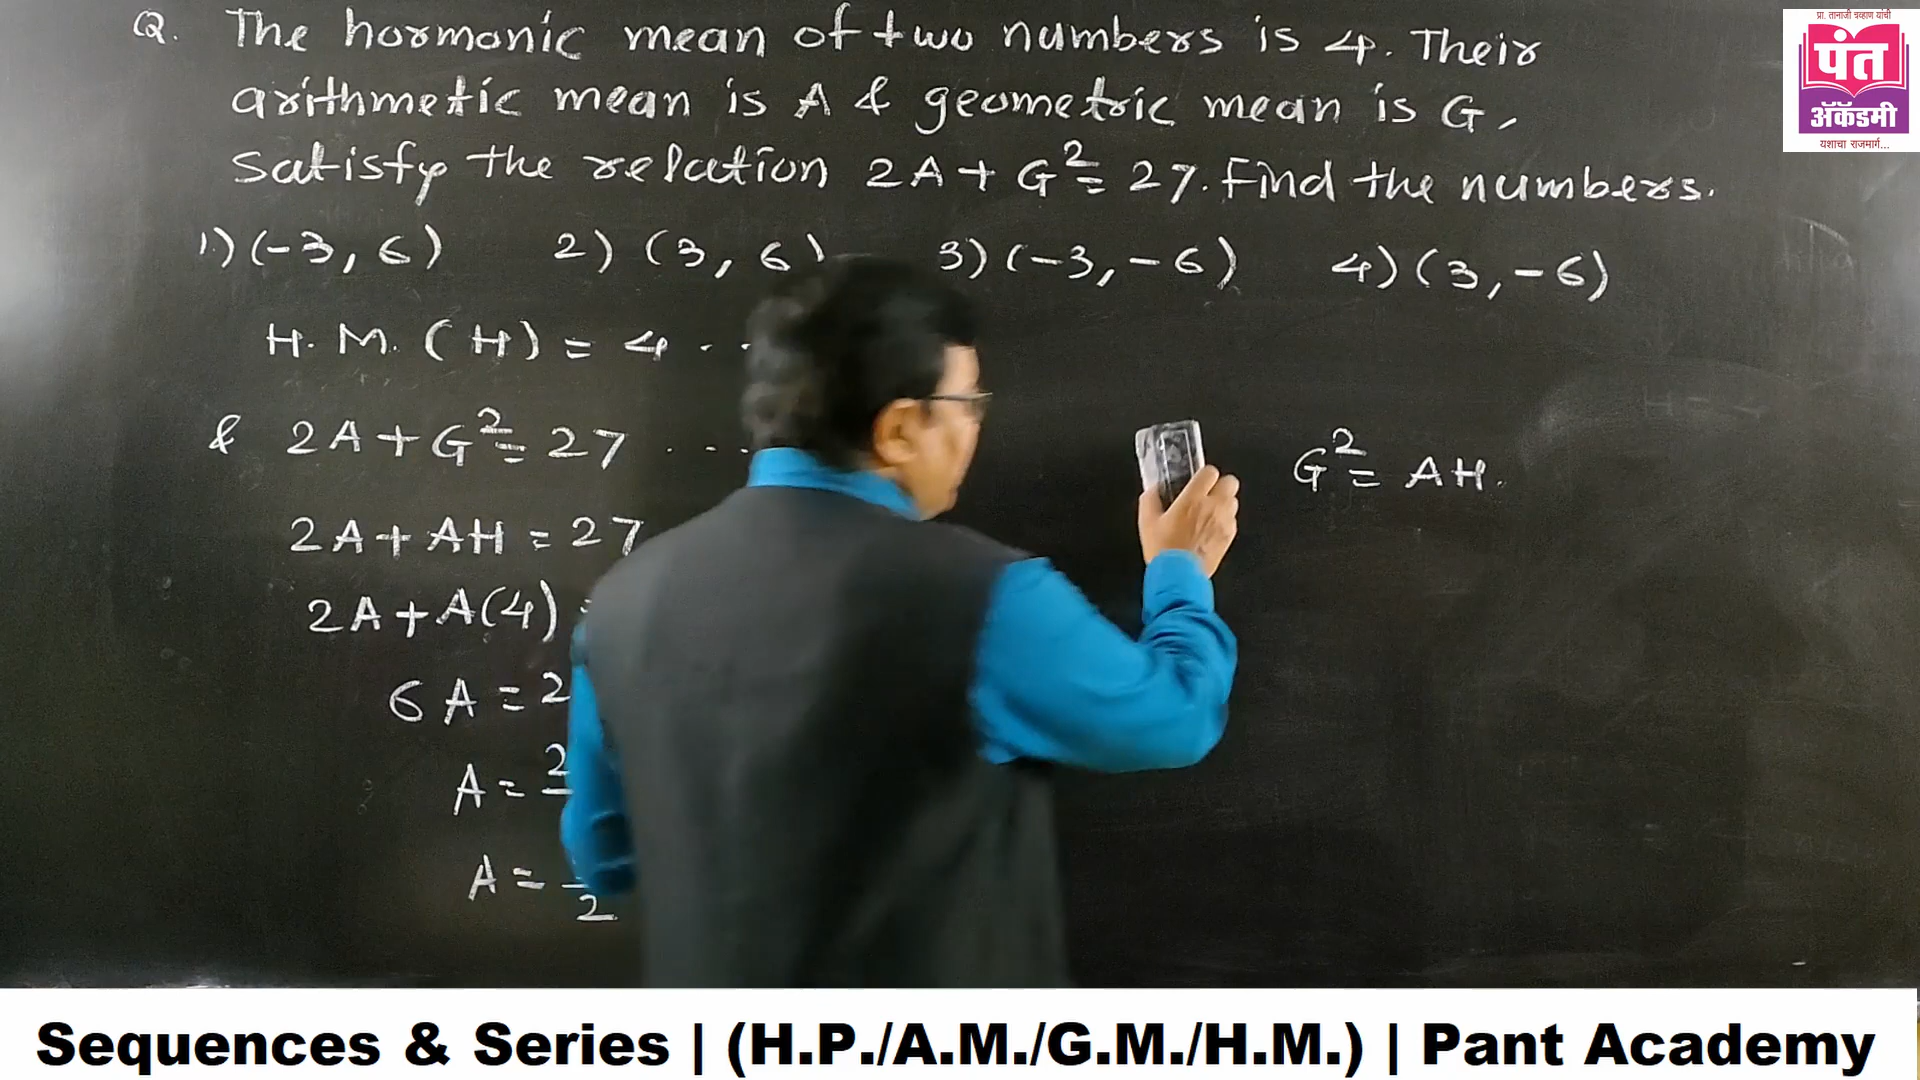 Q. The harmonic mean of two numbers is 4. Their
arithmetic mean is A & geometric mean is G,
satisfy the relation 2A + G² = 27. Find the numbers.
1) (-3, 6) 2) (3, 6) 3) (-3, -6) 4) (3, -6)
H. M. (H) = 4 . .
& 2A + G² = 27 . . .
G² = AH.
2A + AH = 27
2A + A(4)
6A = 2
A = 2
A =
2
पंत
अ‍ॅकॅडमी
यशाचा राजमार्ग...
Sequences & Series | (H.P./A.M./G.M./H.M.) | Pant Academy